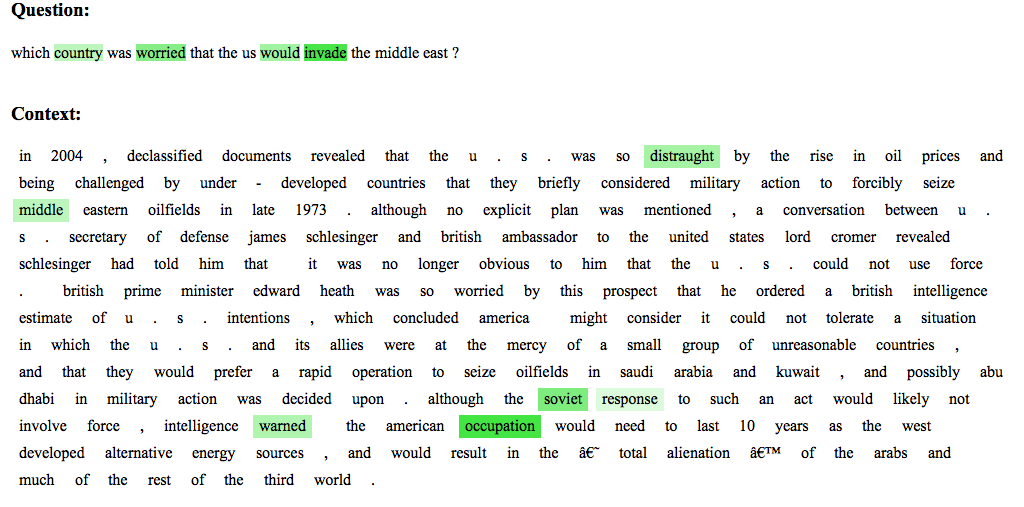 Question:
which country was worried that the us would invade the middle east ?
Context:
in 2004 , declassified documents revealed that the u . s . was so distraught by the rise in oil prices and
being challenged by under - developed countries that they briefly considered military action to forcibly seize
middle eastern oilfields in late 1973 . although no explicit plan was mentioned , a conversation between u .
s . secretary of defense james schlesinger and british ambassador to the united states lord cromer revealed
schlesinger had told him that it was no longer obvious to him that the u . s . could not use force
. british prime minister edward heath was so worried by this prospect that he ordered a british intelligence
estimate of u . s . intentions , which concluded america might consider it could not tolerate a situation
in which the u . s . and its allies were at the mercy of a small group of unreasonable countries ,
and that they would prefer a rapid operation to seize oilfields in saudi arabia and kuwait , and possibly abu
dhabi in military action was decided upon . although the soviet response to such an act would likely not
involve force , intelligence warned the american occupation would need to last 10 years as the west
developed alternative energy sources , and would result in the â€˜ total alienation â€™ of the arabs and
much of the rest of the third world .